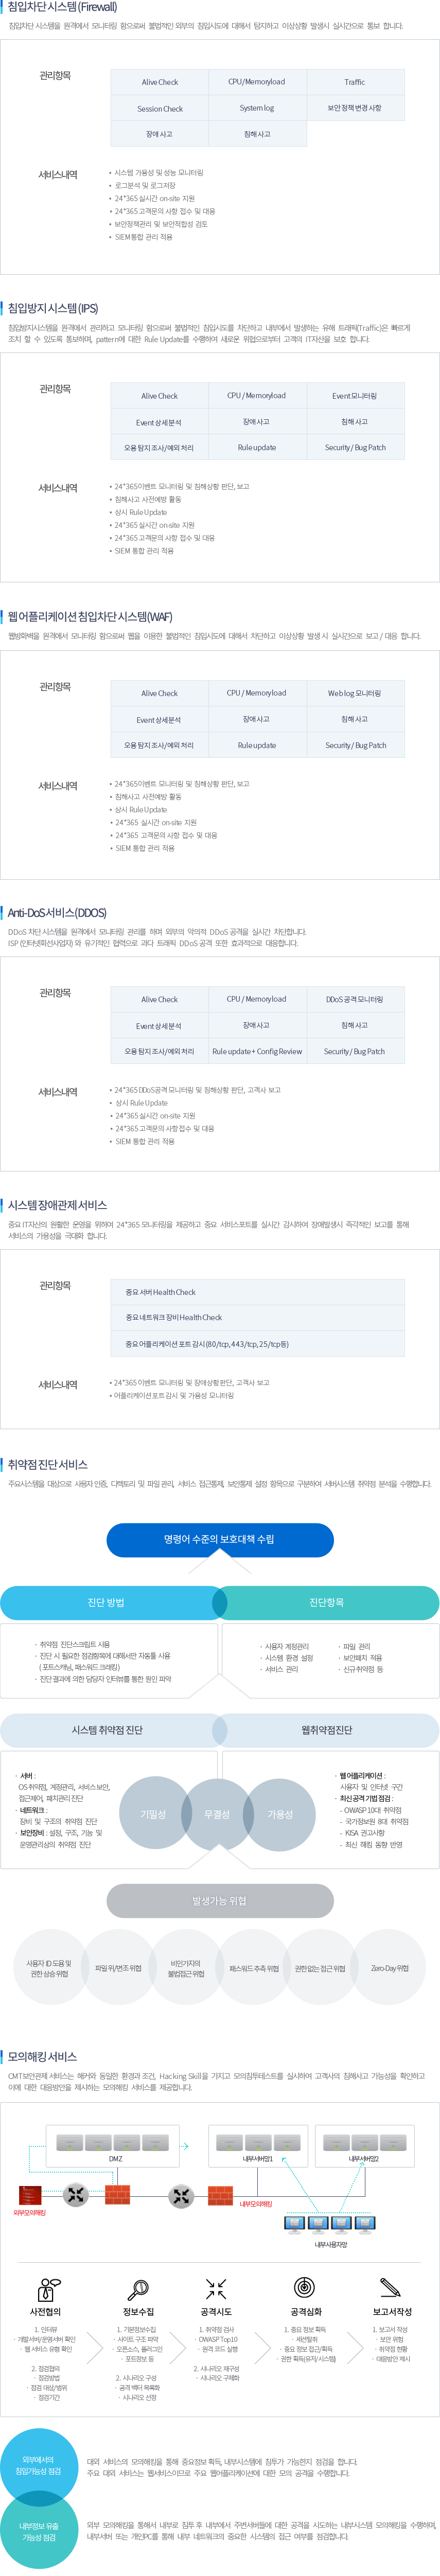 침입차단 시스템 (Firewall)
침입차단 시스템을 원격에서 모니터링 함으로써 불법적인 외부의 침입시도에 대해서 탐지하고 이상상황 발생시 실시간으로 통보 합니다.
관리항목
Alive Check
CPU/Memoryload
Traffic
Session Check
System log
보안 정책 변경 사항
장애 사고
침해 사고
서비스내역
• 시스템 가용성 및 성능 모니터링
• 로그분석 및 로그저장
• 24*365 실시간 on-site 지원
• 24*365 고객문의 사항 접수 및 대응
• 보안정책관리 및 보안적합성 검토
• SIEM통합 관리 적용
침입방지 시스템 (IPS)
침입방지시스템을 원격에서 관리하고 모니터링 함으로써 불법적인 침입시도를 차단하고 내부에서 발생하는 유해 트래픽(Traffic)은 빠르게
조치 할 수 있도록 통보하며, pattern에 대한 Rule Update를 수행하여 새로운 위협으로부터 고객의 IT자산을 보호 합니다.
관리항목
Alive Check
CPU / Memoryload
Event 모니터링
Event 상세 분석
장애 사고
침해 사고
오용 탐지 조사/예외 처리
Rule update
Security / Bug Patch
서비스내역
• 24*365이벤트 모니터링 및 침해상황 판단, 보고
• 침해사고 사전예방 활동
• 상시 Rule Update
• 24*365 실시간 on-site 지원
• 24*365 고객문의 사항 접수 및 대응
• SIEM 통합 관리 적용
웹 어플리케이션 침입차단 시스템(WAF)
웹방화벽을 원격에서 모니터링 함으로써 웹을 이용한 불법적인 침입시도에 대해서 차단하고 이상상황 발생 시 실시간으로 보고 / 대응 합니다.
관리항목
Alive Check
CPU / Memory load
Web log 모니터링
Event 상세분석
장애 사고
침해 사고
오용 탐지 조사/예외 처리
Rule update
Security / Bug Patch
서비스내역
• 24*365이벤트 모니터링 및 침해상황 판단, 보고
• 침해사고 사전예방 활동
• 상시 Rule Update
• 24*365 실시간 on-site 지원
• 24*365 고객문의 사항 접수 및 대응
• SIEM 통합 관리 적용
Anti-DoS 서비스(DDOS)
DDoS 차단 시스템을 원격에서 모니터링 관리를 하며 외부의 악의적 DDoS 공격을 실시간 차단합니다.
ISP (인터넷회선사업자) 와 유기적인 협력으로 과다 트래픽 DDoS 공격 또한 효과적으로 대응합니다.
관리항목
Alive Check
CPU / Memory load
DDoS 공격 모니터링
Event 상세 분석
장애 사고
침해 사고
오용 탐지 조사/예외 처리
Rule update + Config Review
Security / Bug Patch
서비스내역
• 24*365 DDoS공격 모니터링 및 침해상황 판단, 고객사 보고
• 상시 Rule Update
• 24*365 실시간 on-site 지원
• 24*365 고객문의 사항 접수 및 대응
• SIEM 통합 관리 적용
시스템 장애관제 서비스
중요 IT자산의 원활한 운영을 위하여 24*365 모니터링을 제공하고 중요 서비스포트를 실시간 감시하여 장애발생시 즉각적인 보고를 통해
서비스의 가용성을 극대화 합니다.
관리항목
중요 서버 Health Check
중요 네트워크 장비 Health Check
중요 어플리케이션 포트 감시 (80/tcp, 443/tcp, 25/tcp등)
서비스내역
• 24*365 이벤트 모니터링 및 장애상황판단, 고객사 보고
• 어플리케이션 포트 감시 및 가용성 모니터링
취약점 진단 서비스
주요시스템을 대상으로 사용자 인증, 디렉토리 및 파일 관리, 서비스 접근통제, 보안통제 설정 항목으로 구분하여 서버시스템 취약점 분석을 수행합니다.
명령어 수준의 보호대책 수립
진단 방법
진단항목
· 취약점 진단스크립트 사용
· 진단 시 필요한 점검항목에 대해서만 자동툴 사용
(포트스캐닝, 패스워드 크래킹)
· 진단 결과에 의한 담당자 인터뷰를 통한 원인 파악
· 사용자 계정관리
· 시스템 환경 설정
· 서비스 관리
· 파일 관리
· 보안패치 적용
· 신규 취약점 등
시스템 취약점 진단
웹취약점진단
· 서버 :
OS취약점, 계정관리, 서비스보안,
접근제어, 패치관리진단
· 네트워크 :
장비 및 구조의 취약점 진단
· 보안장비 : 설정, 구조, 기능 및
운영관리상의 취약점 진단
기밀성
무결성
가용성
· 웹 어플리케이션 :
사용자 및 인터넷 구간
· 최신 공격 기법 점검 :
- OWASP 10대 취약점
- 국가정보원 8대 취약점
- KISA 권고사항
- 최신 해킹 동향 반영
발생가능 위협
사용자 ID 도용 및
권한 상승 위협
파일 위/변조 위협
비인가자의
불법접근 위협
패스워드 추측 위협
권한 없는 접근 위협
Zero-Day 위협
모의해킹 서비스
CMT보안관제 서비스는 해커와 동일한 환경과 조건, Hacking Skill을 가지고 모의침투테스트를 실시하여 고객사의 침해사고 가능성을 확인하고
이에 대한 대응방안을 제시하는 모의해킹 서비스를 제공합니다.
DMZ
내부서버망1
내부서버망2
외부모의해킹
내부모의해킹
내부사용자망
사전협의
정보수집
공격시도
공격심화
보고서작성
1. 인터뷰
· 개발서버/운영서버 확인
· 웹 서비스 유형 확인
2. 점검협의
· 점검방법
· 점검 대상/범위
· 점검기간
1. 기본정보수집
· 사이트 구조 파악
· 오픈소스, 플러그인
· 포트정보 등
2. 시나리오 구성
· 공격 백터 목록화
· 시나리오 선정
1. 취약점 검사
· OWASP Top10
· 원격 코드 실행
2. 시나리오 재구성
· 시나리오 구체화
1. 중요 정보 획득
· 세션탈취
· 중요 정보 접근/획득
· 권한 획득(유저/시스템)
1. 보고서 작성
· 보안 위험
· 취약점 현황
· 대응방안 제시
외부에서의
침입가능성 점검
대외 서비스의 모의해킹을 통해 중요정보 획득, 내부시스템에 침투가 가능한지 점검을 합니다.
주요 대외 서비스는 웹서비스이므로 주요 웹어플리케이션에 대한 모의 공격을 수행합니다.
내부정보 유출
가능성 점검
외부 모의해킹을 통해서 내부로 침투 후 내부에서 주변서버들에 대한 공격을 시도하는 내부시스템 모의해킹을 수행하며,
내부서버 또는 개인PC를 통해 내부 네트워크의 중요한 시스템의 접근 여부를 점검합니다.